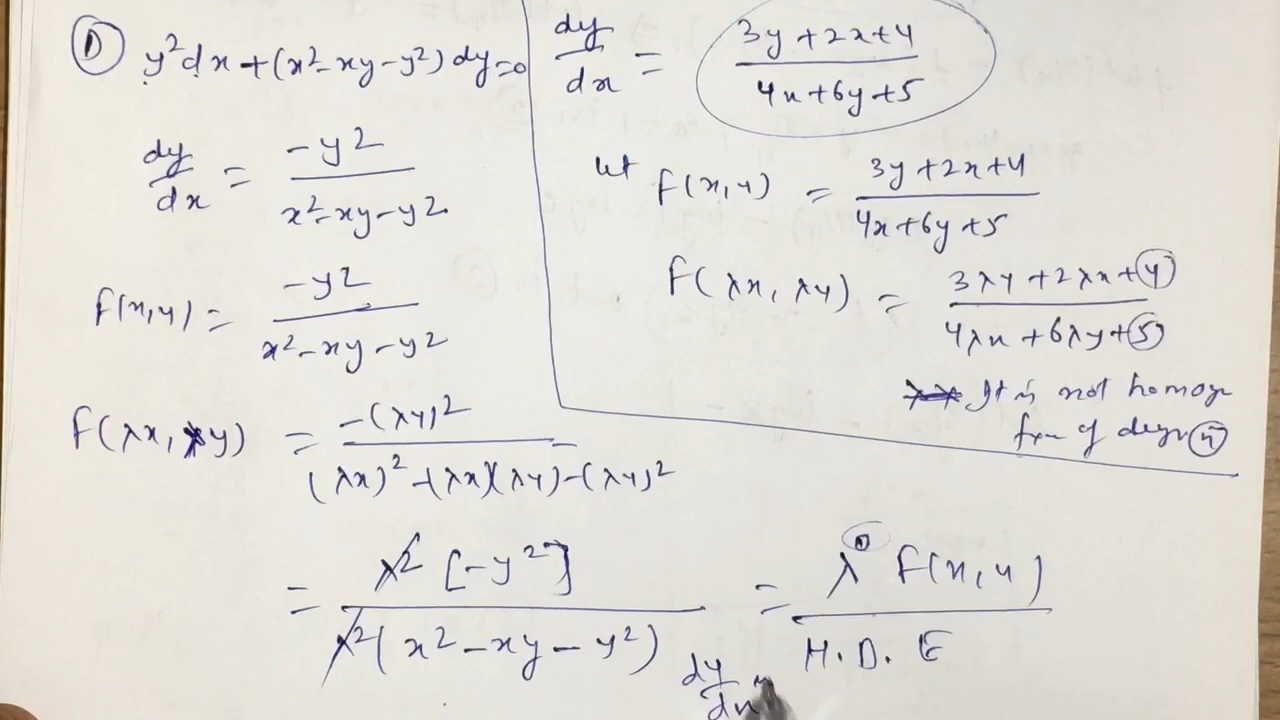 ① y²dx+(x²-xy-y²)dy=0
dy/dx = -y²/(x²-xy-y²)
f(x,y) = -y²/(x²-xy-y²)
f(λx, λy) = -(λy)²/((λx)²-(λx)(λy)-(λy)²)
= λ²[-y²]/(λ²(x²-xy-y²)) = λ⁰ f(x,y)
H.D.E
dy/dx =
dy/dx = (3y+2x+4)/(4x+6y+5)
let f(x,y) = (3y+2x+4)/(4x+6y+5)
f(λx, λy) = (3λy+2λx+4)/(4λx+6λy+5)
It is not homoge
of